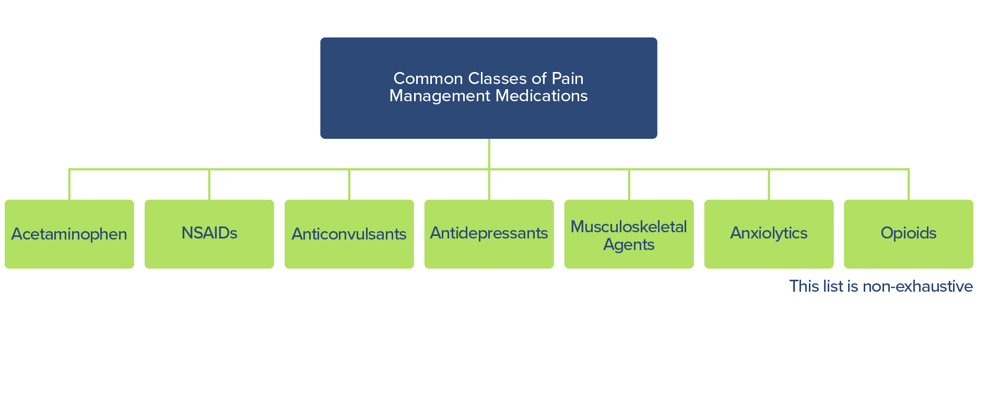 Common Classes of Pain
Management Medications
Acetaminophen
NSAIDs
Anticonvulsants
Antidepressants
Musculoskeletal
Agents
Anxiolytics
Opioids
This list is non-exhaustive